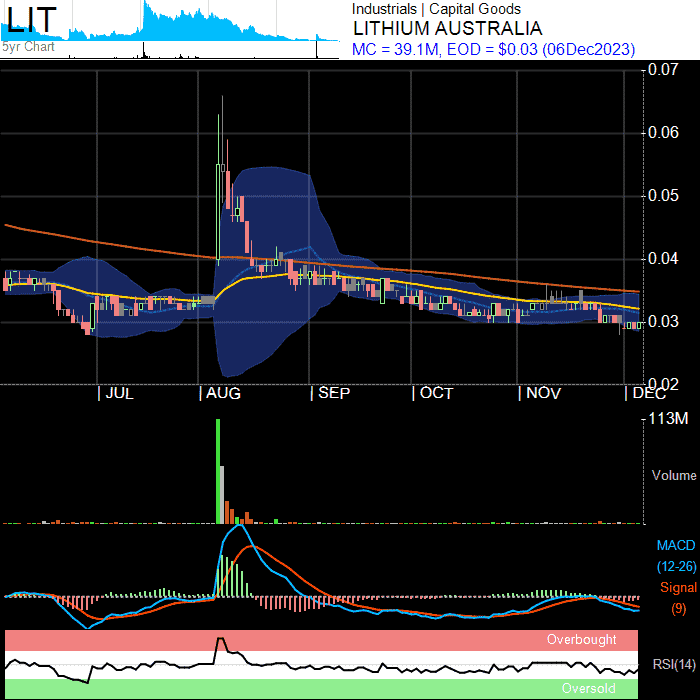 LIT
5yr Chart
Industrials | Capital Goods
LITHIUM AUSTRALIA
MC = 39.1M, EOD = $0.03 (06Dec2023)
0.07
0.06
0.05
0.04
0.03
0.02
| JUL | AUG | SEP | OCT | NOV | DEC
113M
Volume
MACD
(12-26)
Signal
(9)
Overbought
RSI(14)
Oversold